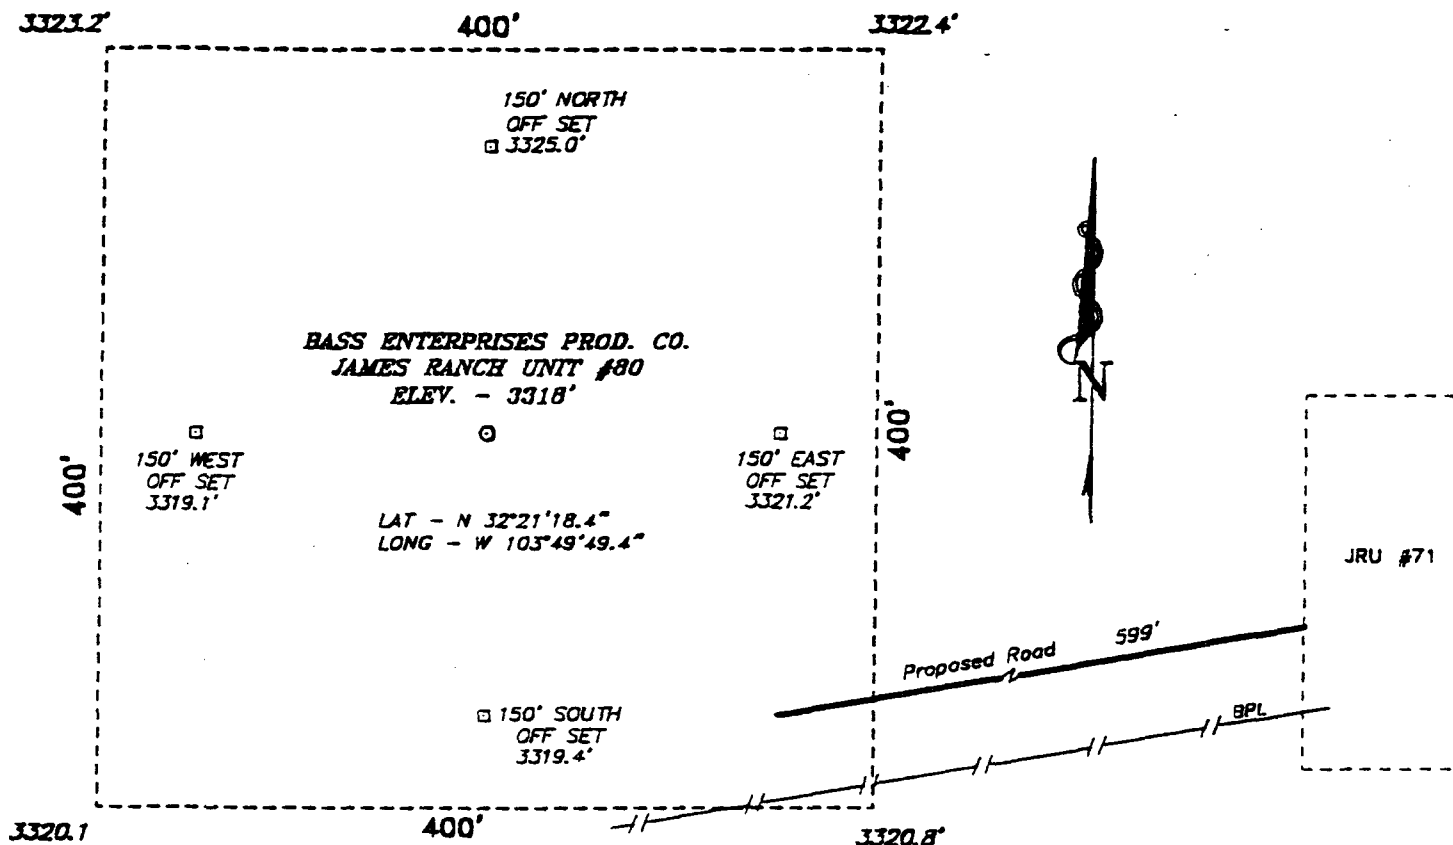 3323.2'
400'
3322.4'
150' NORTH
OFF SET
3325.0'
BASS ENTERPRISES PROD. CO.
JAMES RANCH UNIT #80
ELEV. - 3318'
N
400'
150' WEST
OFF SET
3319.1'
150' EAST
OFF SET
3321.2'
400'
LAT - N 32°21'18.4"
LONG - W 103°49'49.4"
JRU #71
Proposed Road
599'
BPL
150' SOUTH
OFF SET
3319.4'
3320.1
400'
3320.8'